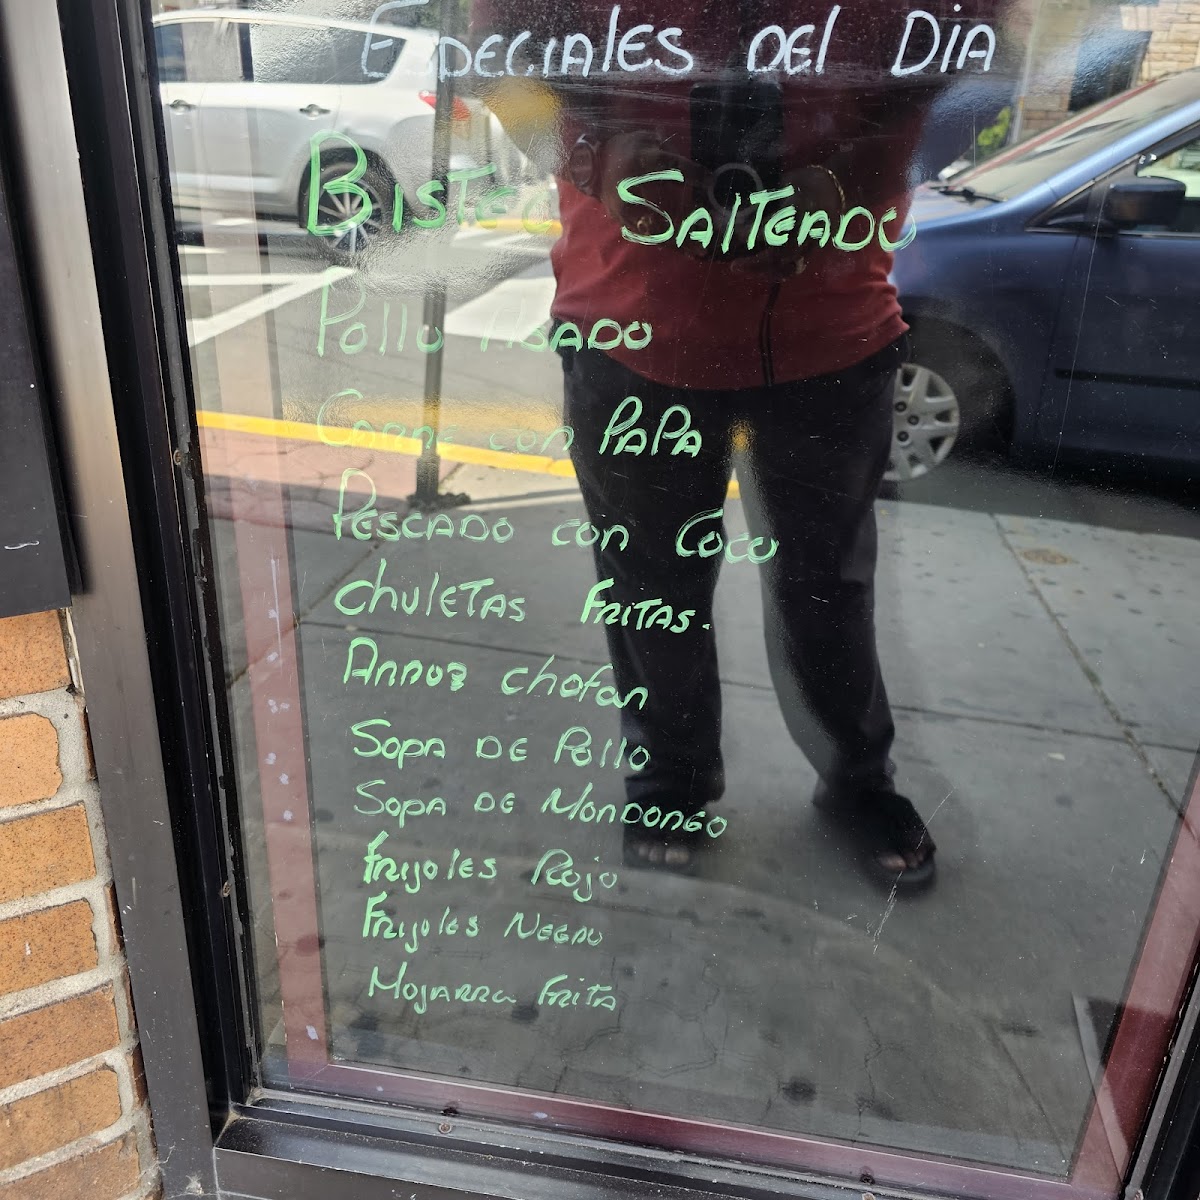 Especiales del Dia
Bistec Salteado
Pollo Asado
Carne con Papa
Pescado con Coco
Chuletas Fritas.
Arroz chofan
Sopa de Pollo
Sopa de Mondongo
Frijoles Rojo
Frijoles Negro
Mojarra Frita